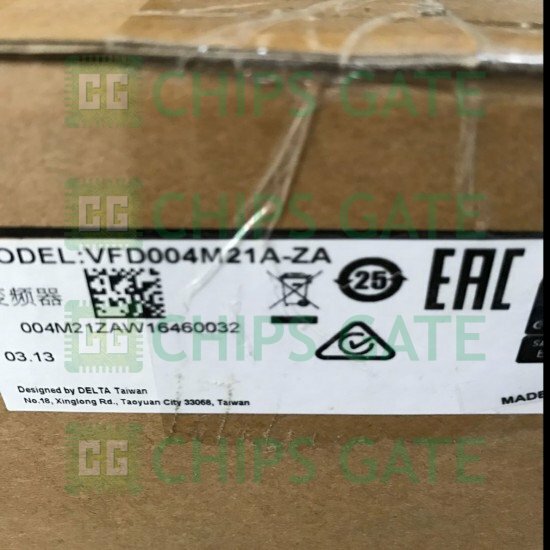 CG CHIPS GATE
CG CHIPS GATE
ODEL:VFD004M21A-ZA
频器
25
EAC
004M21ZAW16460032
CG CHIPS GATE
03.13
Designed by DELTA Taiwan
No.18, Xinglong Rd., Taoyuan City 33068, Taiwan
MADE
CG CHIPS GATE